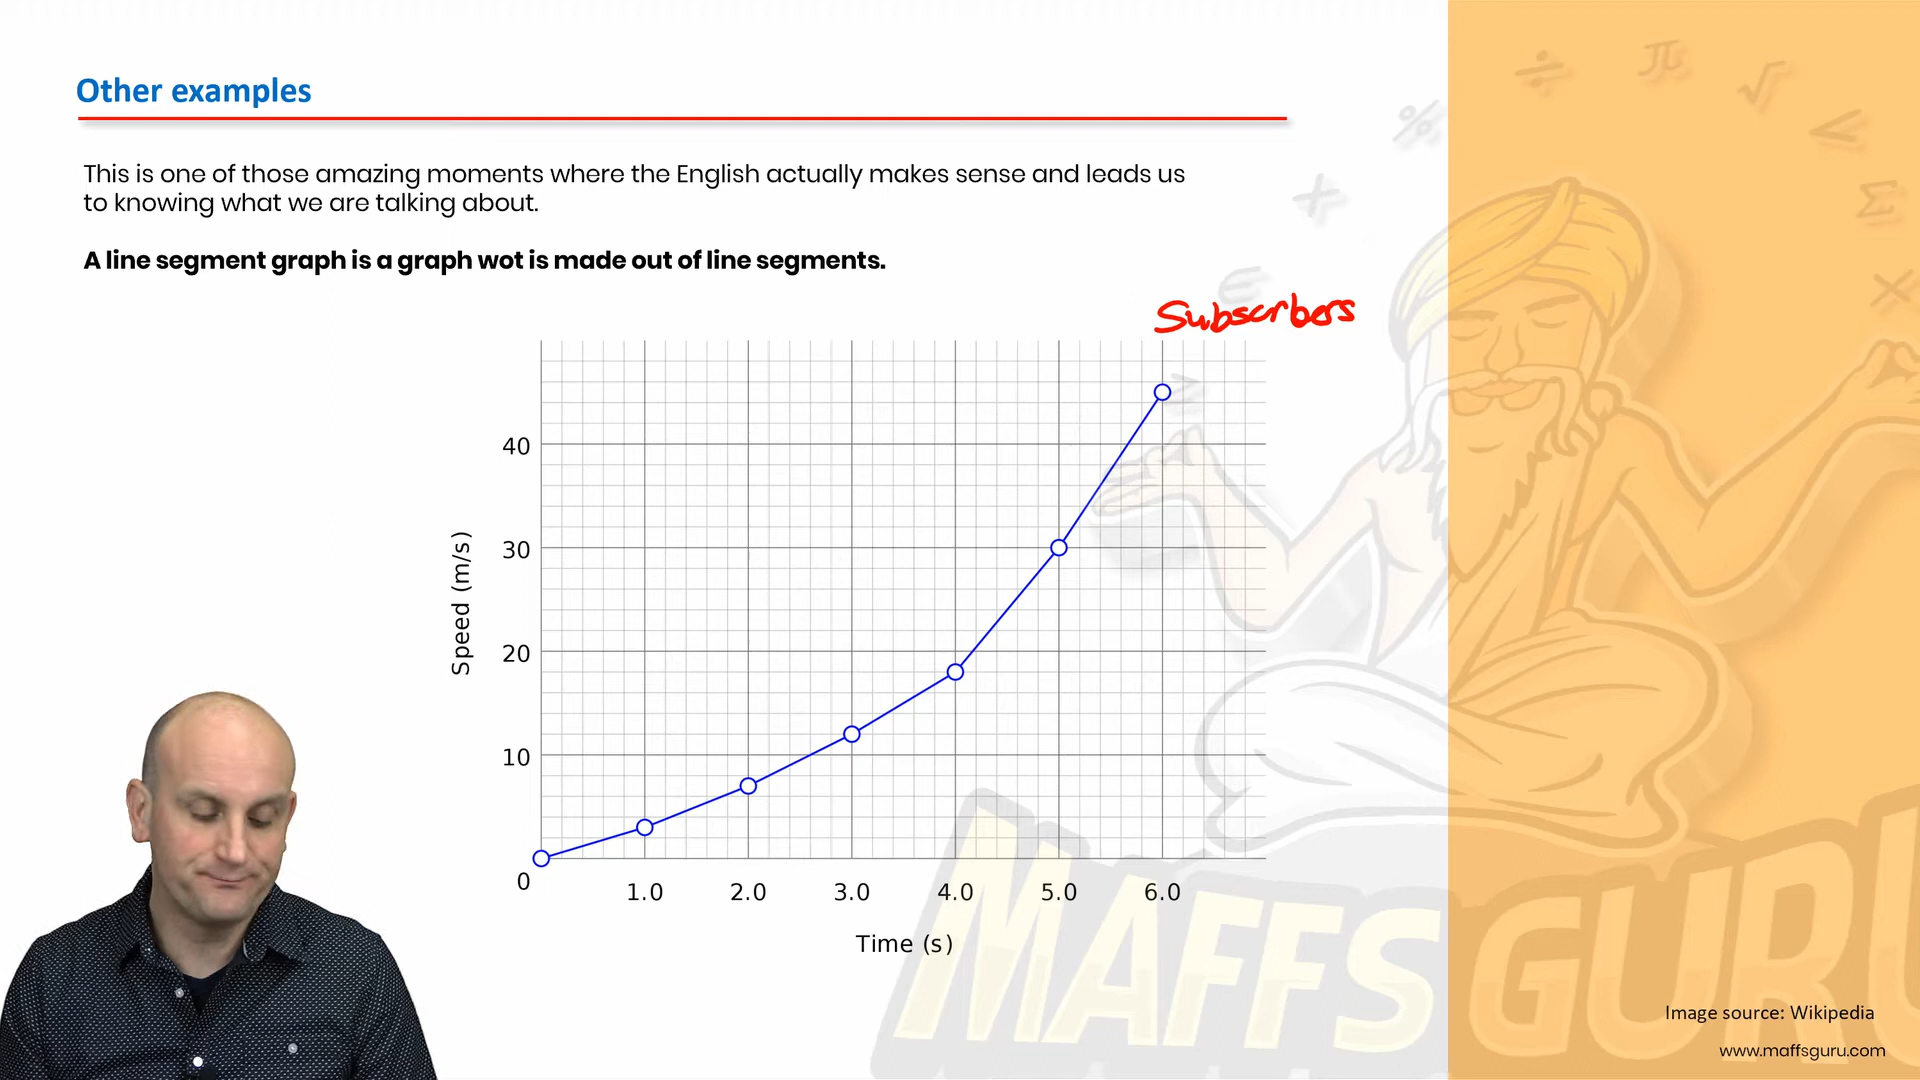 Other examples
This is one of those amazing moments where the English actually makes sense and leads us
to knowing what we are talking about.
A line segment graph is a graph wot is made out of line segments.
Subscrbers
40
30
20
10
0
Speed (m/s)
1.0 2.0 3.0 4.0 5.0 6.0
Time (s)
MAFFSGURU
Image source: Wikipedia
www.maffsguru.com